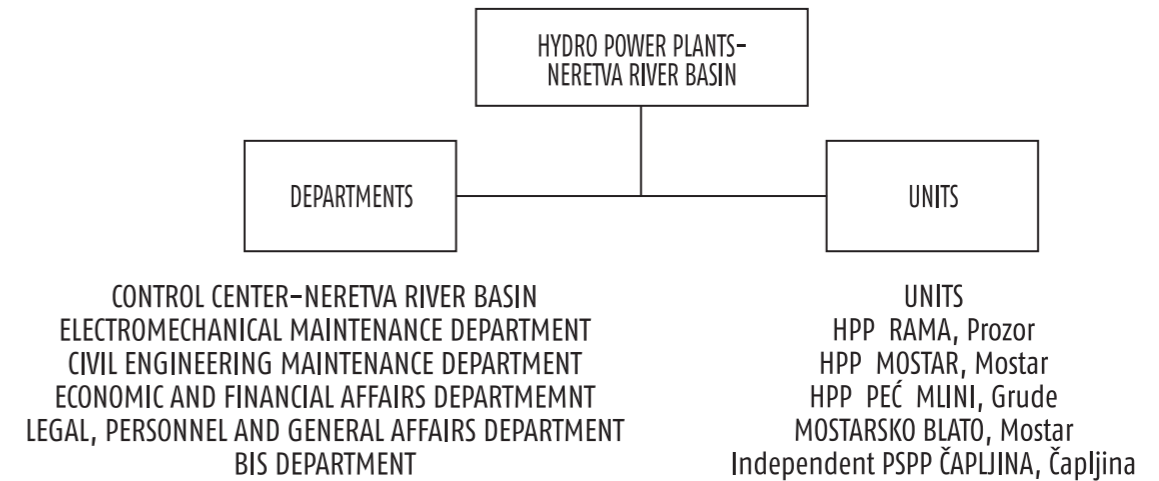 HYDRO POWER PLANTS-
NERETVA RIVER BASIN
DEPARTMENTS
UNITS
CONTROL CENTER-NERETVA RIVER BASIN
ELECTROMECHANICAL MAINTENANCE DEPARTMENT
CIVIL ENGINEERING MAINTENANCE DEPARTMENT
ECONOMIC AND FINANCIAL AFFAIRS DEPARTMEMNT
LEGAL, PERSONNEL AND GENERAL AFFAIRS DEPARTMENT
BIS DEPARTMENT
UNITS
HPP RAMA, Prozor
HPP MOSTAR, Mostar
HPP PEĆ MLINI, Grude
MOSTARSKO BLATO, Mostar
Independent PSPP ČAPLJINA, Čapljina